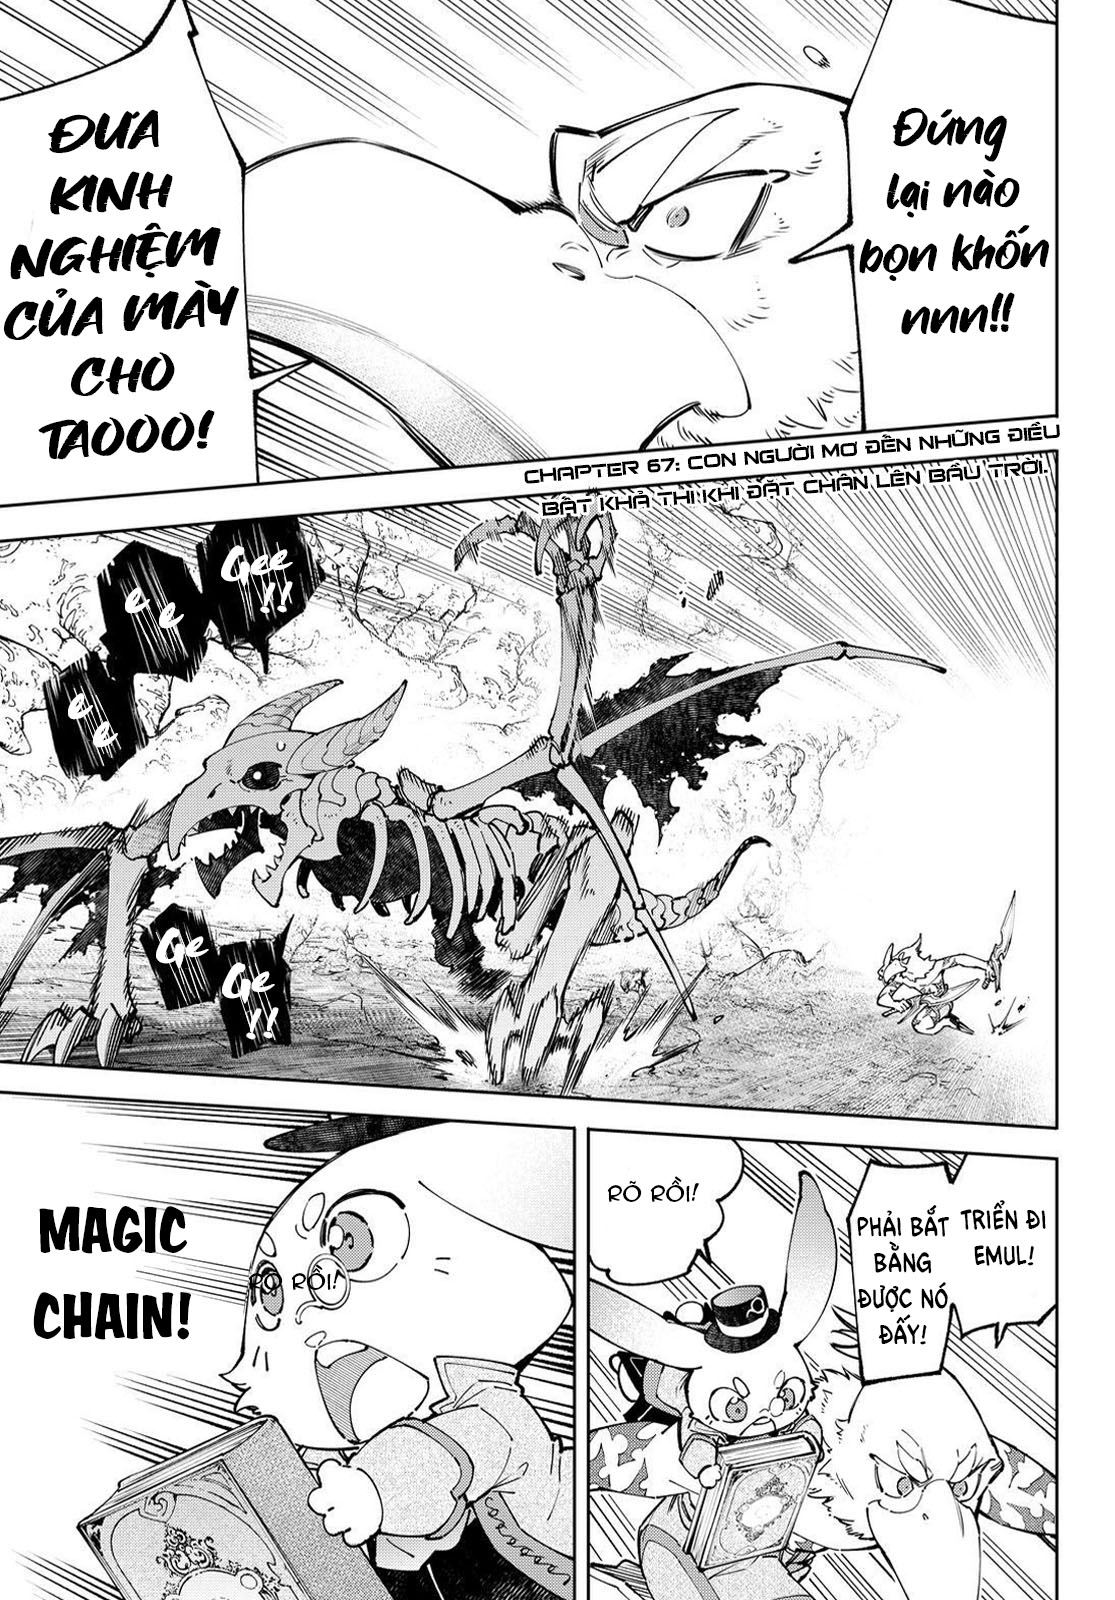 Đứng
lại nào
bọn khốn
nnn!!
ĐƯA
KINH
NGHIỆM
CỦA MÀY
CHO
TAOOO!
CHAPTER 67: CON NGƯỜI MƠ ĐẾN NHỮNG ĐIỀU
BẤT KHẢ THI KHI ĐẶT CHÂN LÊN BẦU TRỜI.
Gee
!!
e
e
e
e
Ge
Ge
!!
TRIỂN ĐI
EMUL!
PHẢI BẮT
BẰNG
ĐƯỢC NÓ
ĐẤY!
RÕ RỒI!
RÕ RỒI!
MAGIC
CHAIN!